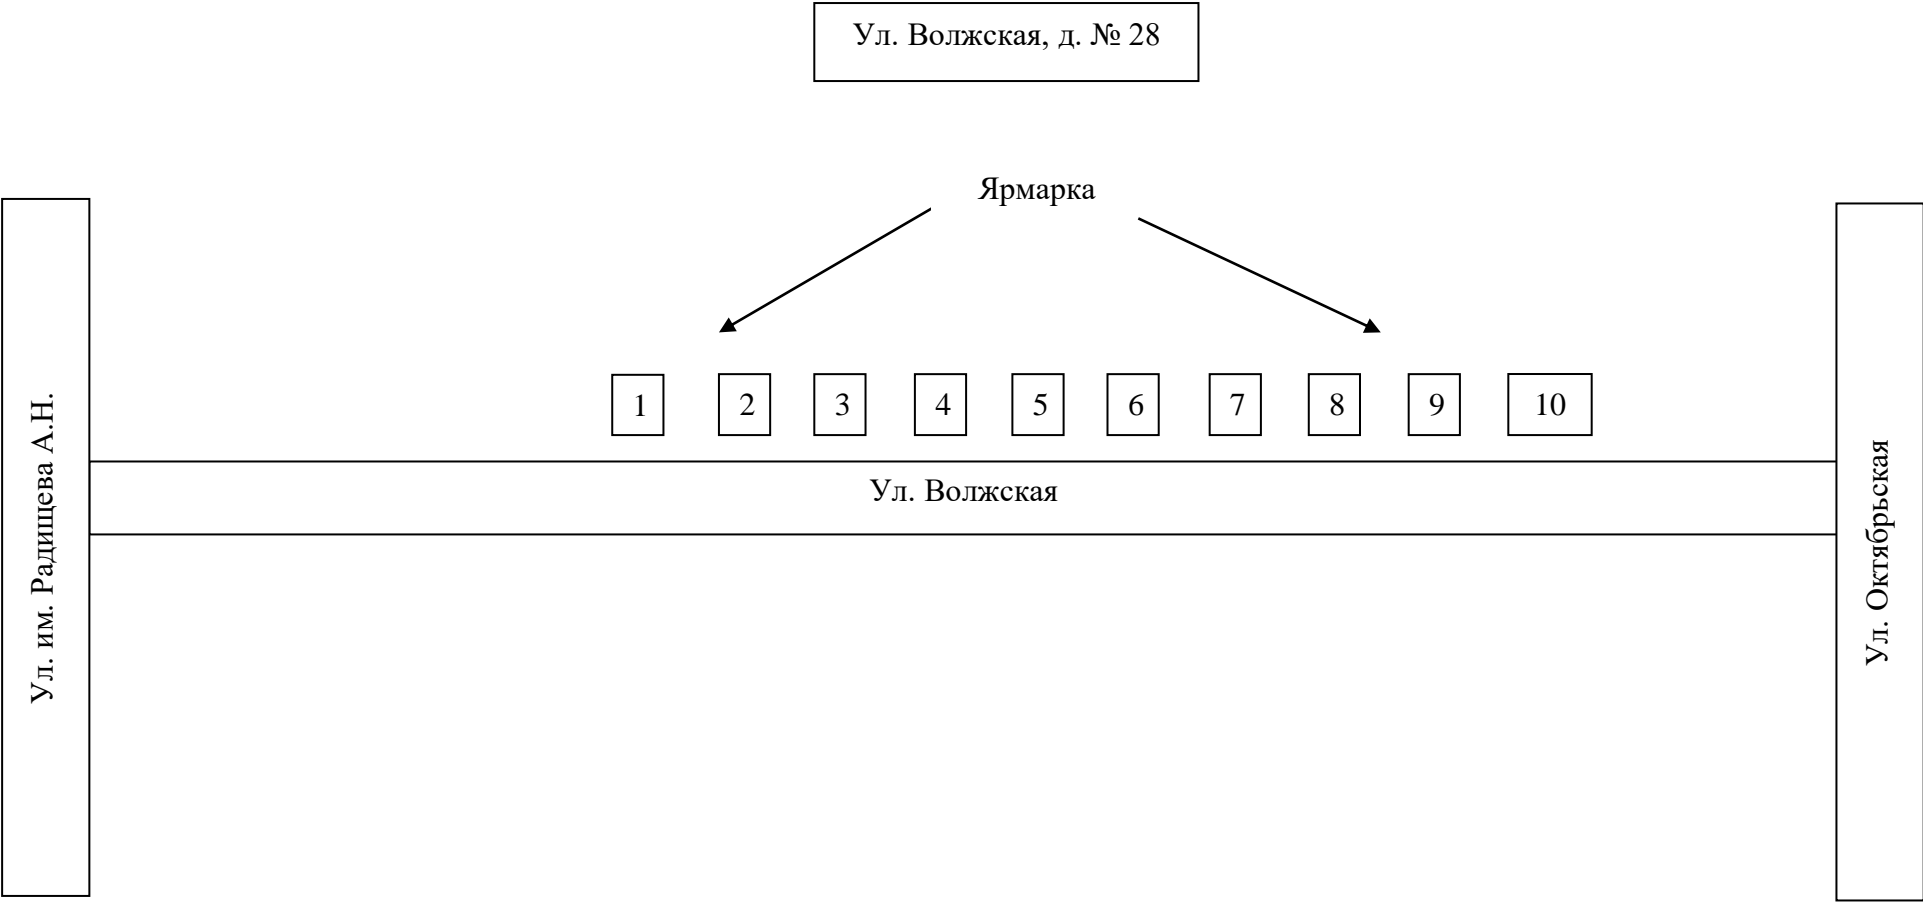 Ул. Волжская, д. № 28
Ярмарка
1 2 3 4 5 6 7 8 9 10
Ул. им. Радищева А.Н.
Ул. Волжская
Ул. Октябрьская